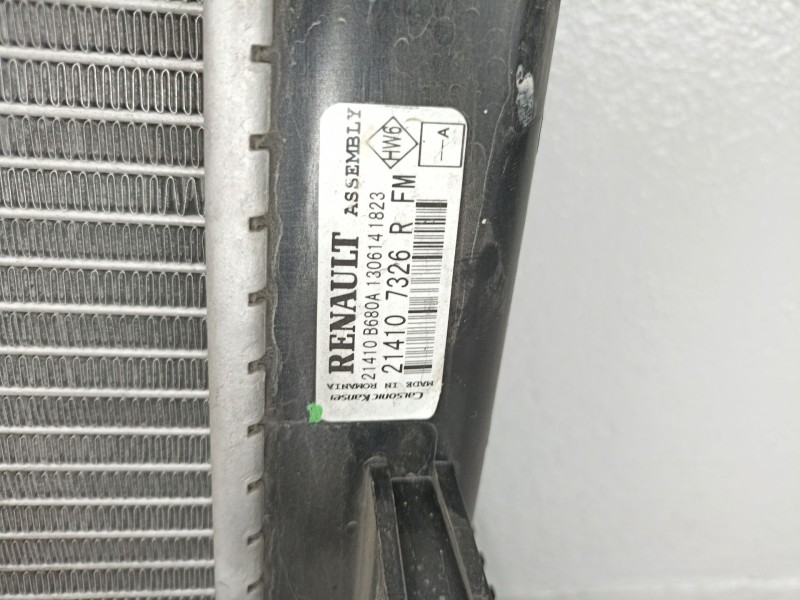 RENAULT ASSEMBLY
HW6
A
21410 B680A 1306141823
21410 7326 R FM
MADE IN ROMANIA
Calsonic Kansei